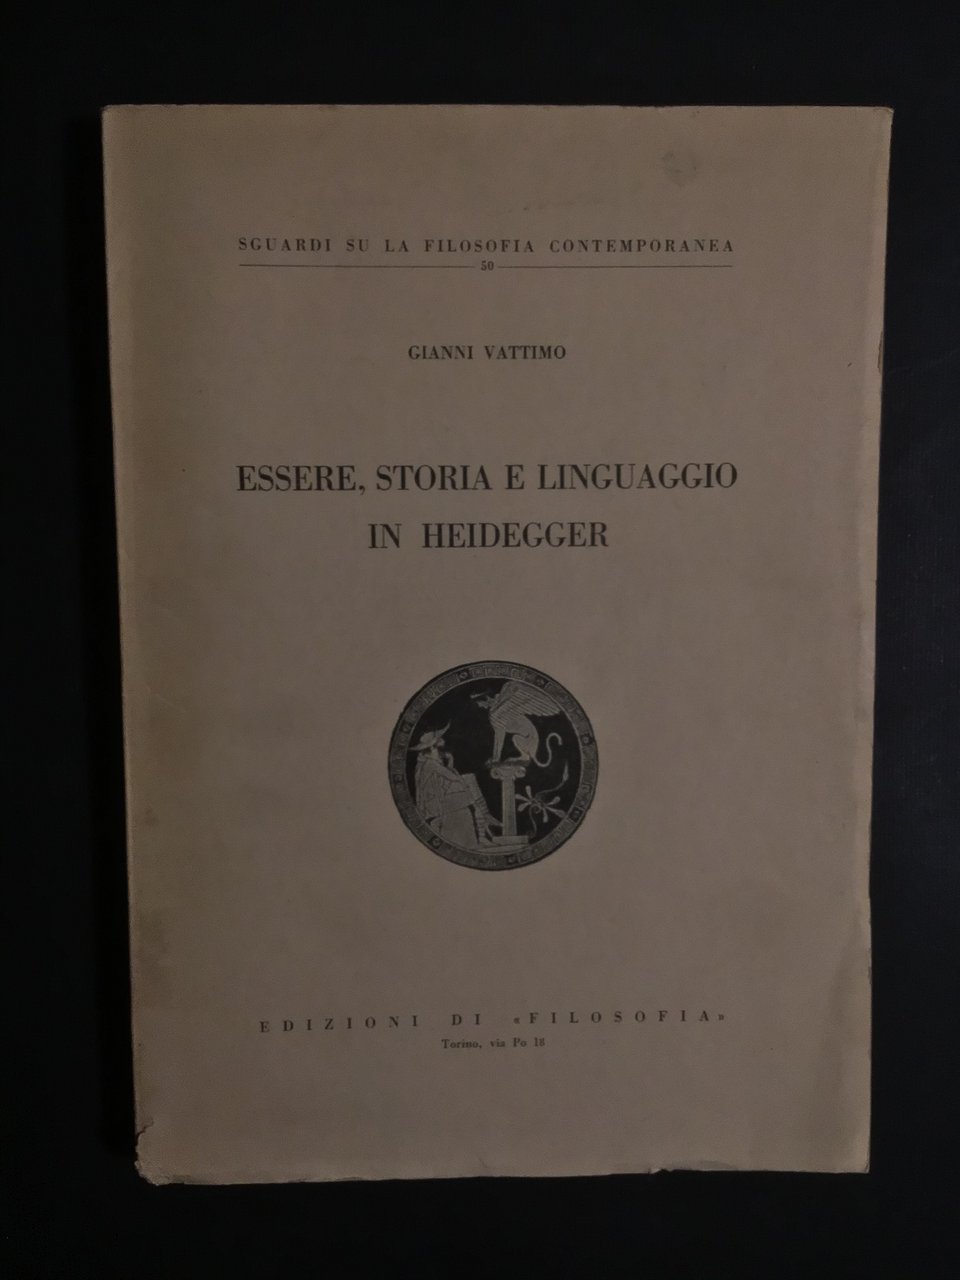 SGUARDI SU LA FILOSOFIA CONTEMPORANEA
50
GIANNI VATTIMO
ESSERE, STORIA E LINGUAGGIO
IN HEIDEGGER
EDIZIONI DI «FILOSOFIA»
Torino, via Po 18